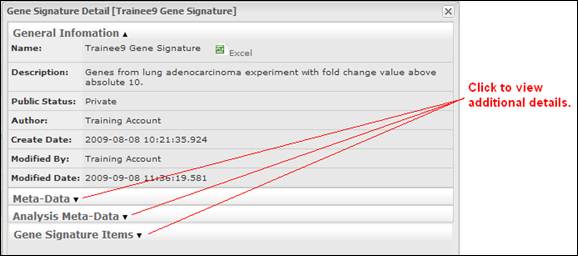 Gene Signature Detail [Trainee9 Gene Signature]
General Infomation ▲
Name: Trainee9 Gene Signature Excel
Description: Genes from lung adenocarcinoma experiment with fold change value above
absolute 10.
Public Status: Private
Author: Training Account
Create Date: 2009-08-08 10:21:35.924
Modified By: Training Account
Modified Date: 2009-09-08 11:36:19.581
Meta-Data ▼
Analysis Meta-Data ▼
Gene Signature Items ▼
Click to view
additional details.